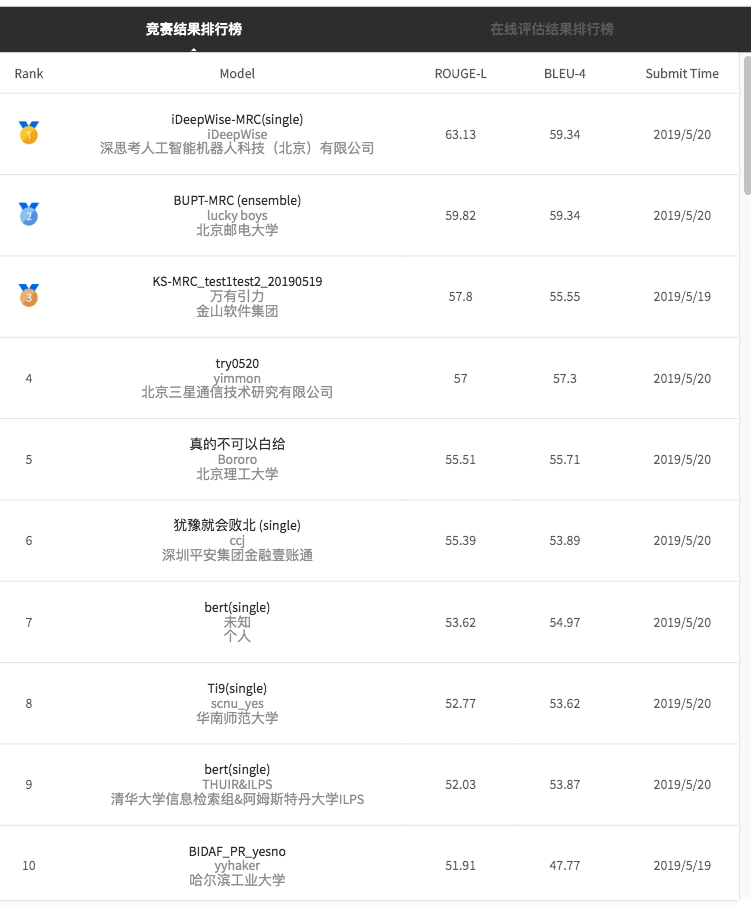 竞赛结果排行榜 在线评估结果排行榜
Rank Model ROUGE-L BLEU-4 Submit Time
1
iDeepWise-MRC(single)
iDeepWise
深思考人工智能机器人科技（北京）有限公司
63.13 59.34 2019/5/20
2
BUPT-MRC (ensemble)
lucky boys
北京邮电大学
59.82 59.34 2019/5/20
3
KS-MRC_test1test2_20190519
万有引力
金山软件集团
57.8 55.55 2019/5/19
4
try0520
yimmon
北京三星通信技术研究有限公司
57 57.3 2019/5/20
5
真的不可以白给
Bororo
北京理工大学
55.51 55.71 2019/5/20
6
犹豫就会败北 (single)
ccj
深圳平安集团金融壹账通
55.39 53.89 2019/5/20
7
bert(single)
未知
个人
53.62 54.97 2019/5/20
8
Ti9(single)
scnu_yes
华南师范大学
52.77 53.62 2019/5/20
9
bert(single)
THUIR&ILPS
清华大学信息检索组&阿姆斯特丹大学ILPS
52.03 53.87 2019/5/20
10
BIDAF_PR_yesno
yyhaker
哈尔滨工业大学
51.91 47.77 2019/5/19